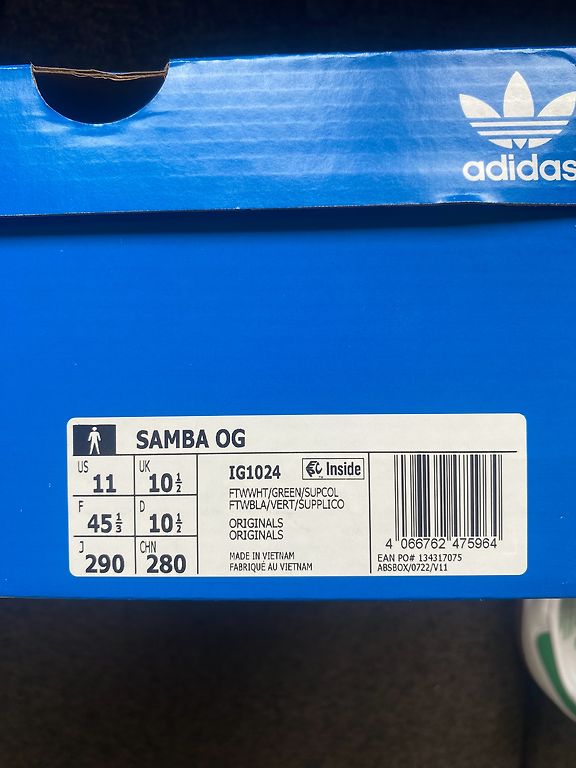 adidas
SAMBA OG
US 11 UK 10 1/2
F 45 1/3 D 10 1/2
J 290 CHN 280
IG1024 Inside
FTWWHT/GREEN/SUPCOL
FTWBLA/VERT/SUPPLICO
ORIGINALS
ORIGINALS
MADE IN VIETNAM
FABRIQUÉ AU VIETNAM
4 066762 475964
EAN PO# 134317075
ABSBOX/0722/V11